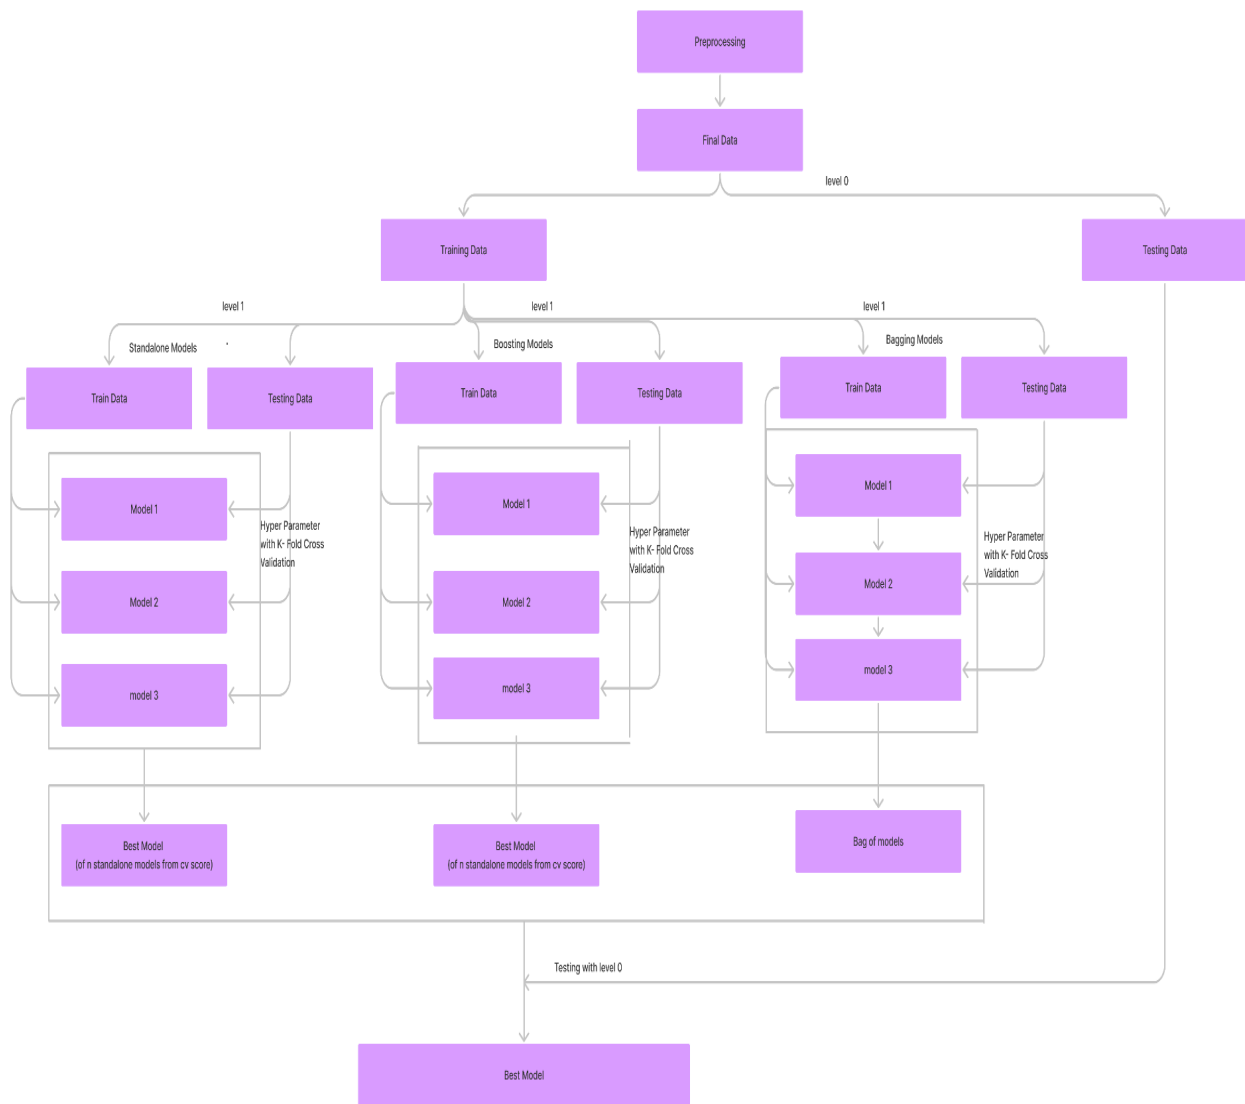 Preprocessing
Final Data
level 0
Training Data
Testing Data
level 1
level 1
level 1
Standalone Models
Boosting Models
Bagging Models
Train Data
Testing Data
Train Data
Testing Data
Train Data
Testing Data
Model 1
Model 2
model 3
Hyper Parameter
with K- Fold Cross
Validation
Model 1
Model 2
model 3
Hyper Parameter
with K- Fold Cross
Validation
Model 1
Model 2
model 3
Hyper Parameter
with K- Fold Cross
Validation
Best Model
(of n standalone models from cv score)
Best Model
(of n standalone models from cv score)
Bag of models
Testing with level 0
Best Model